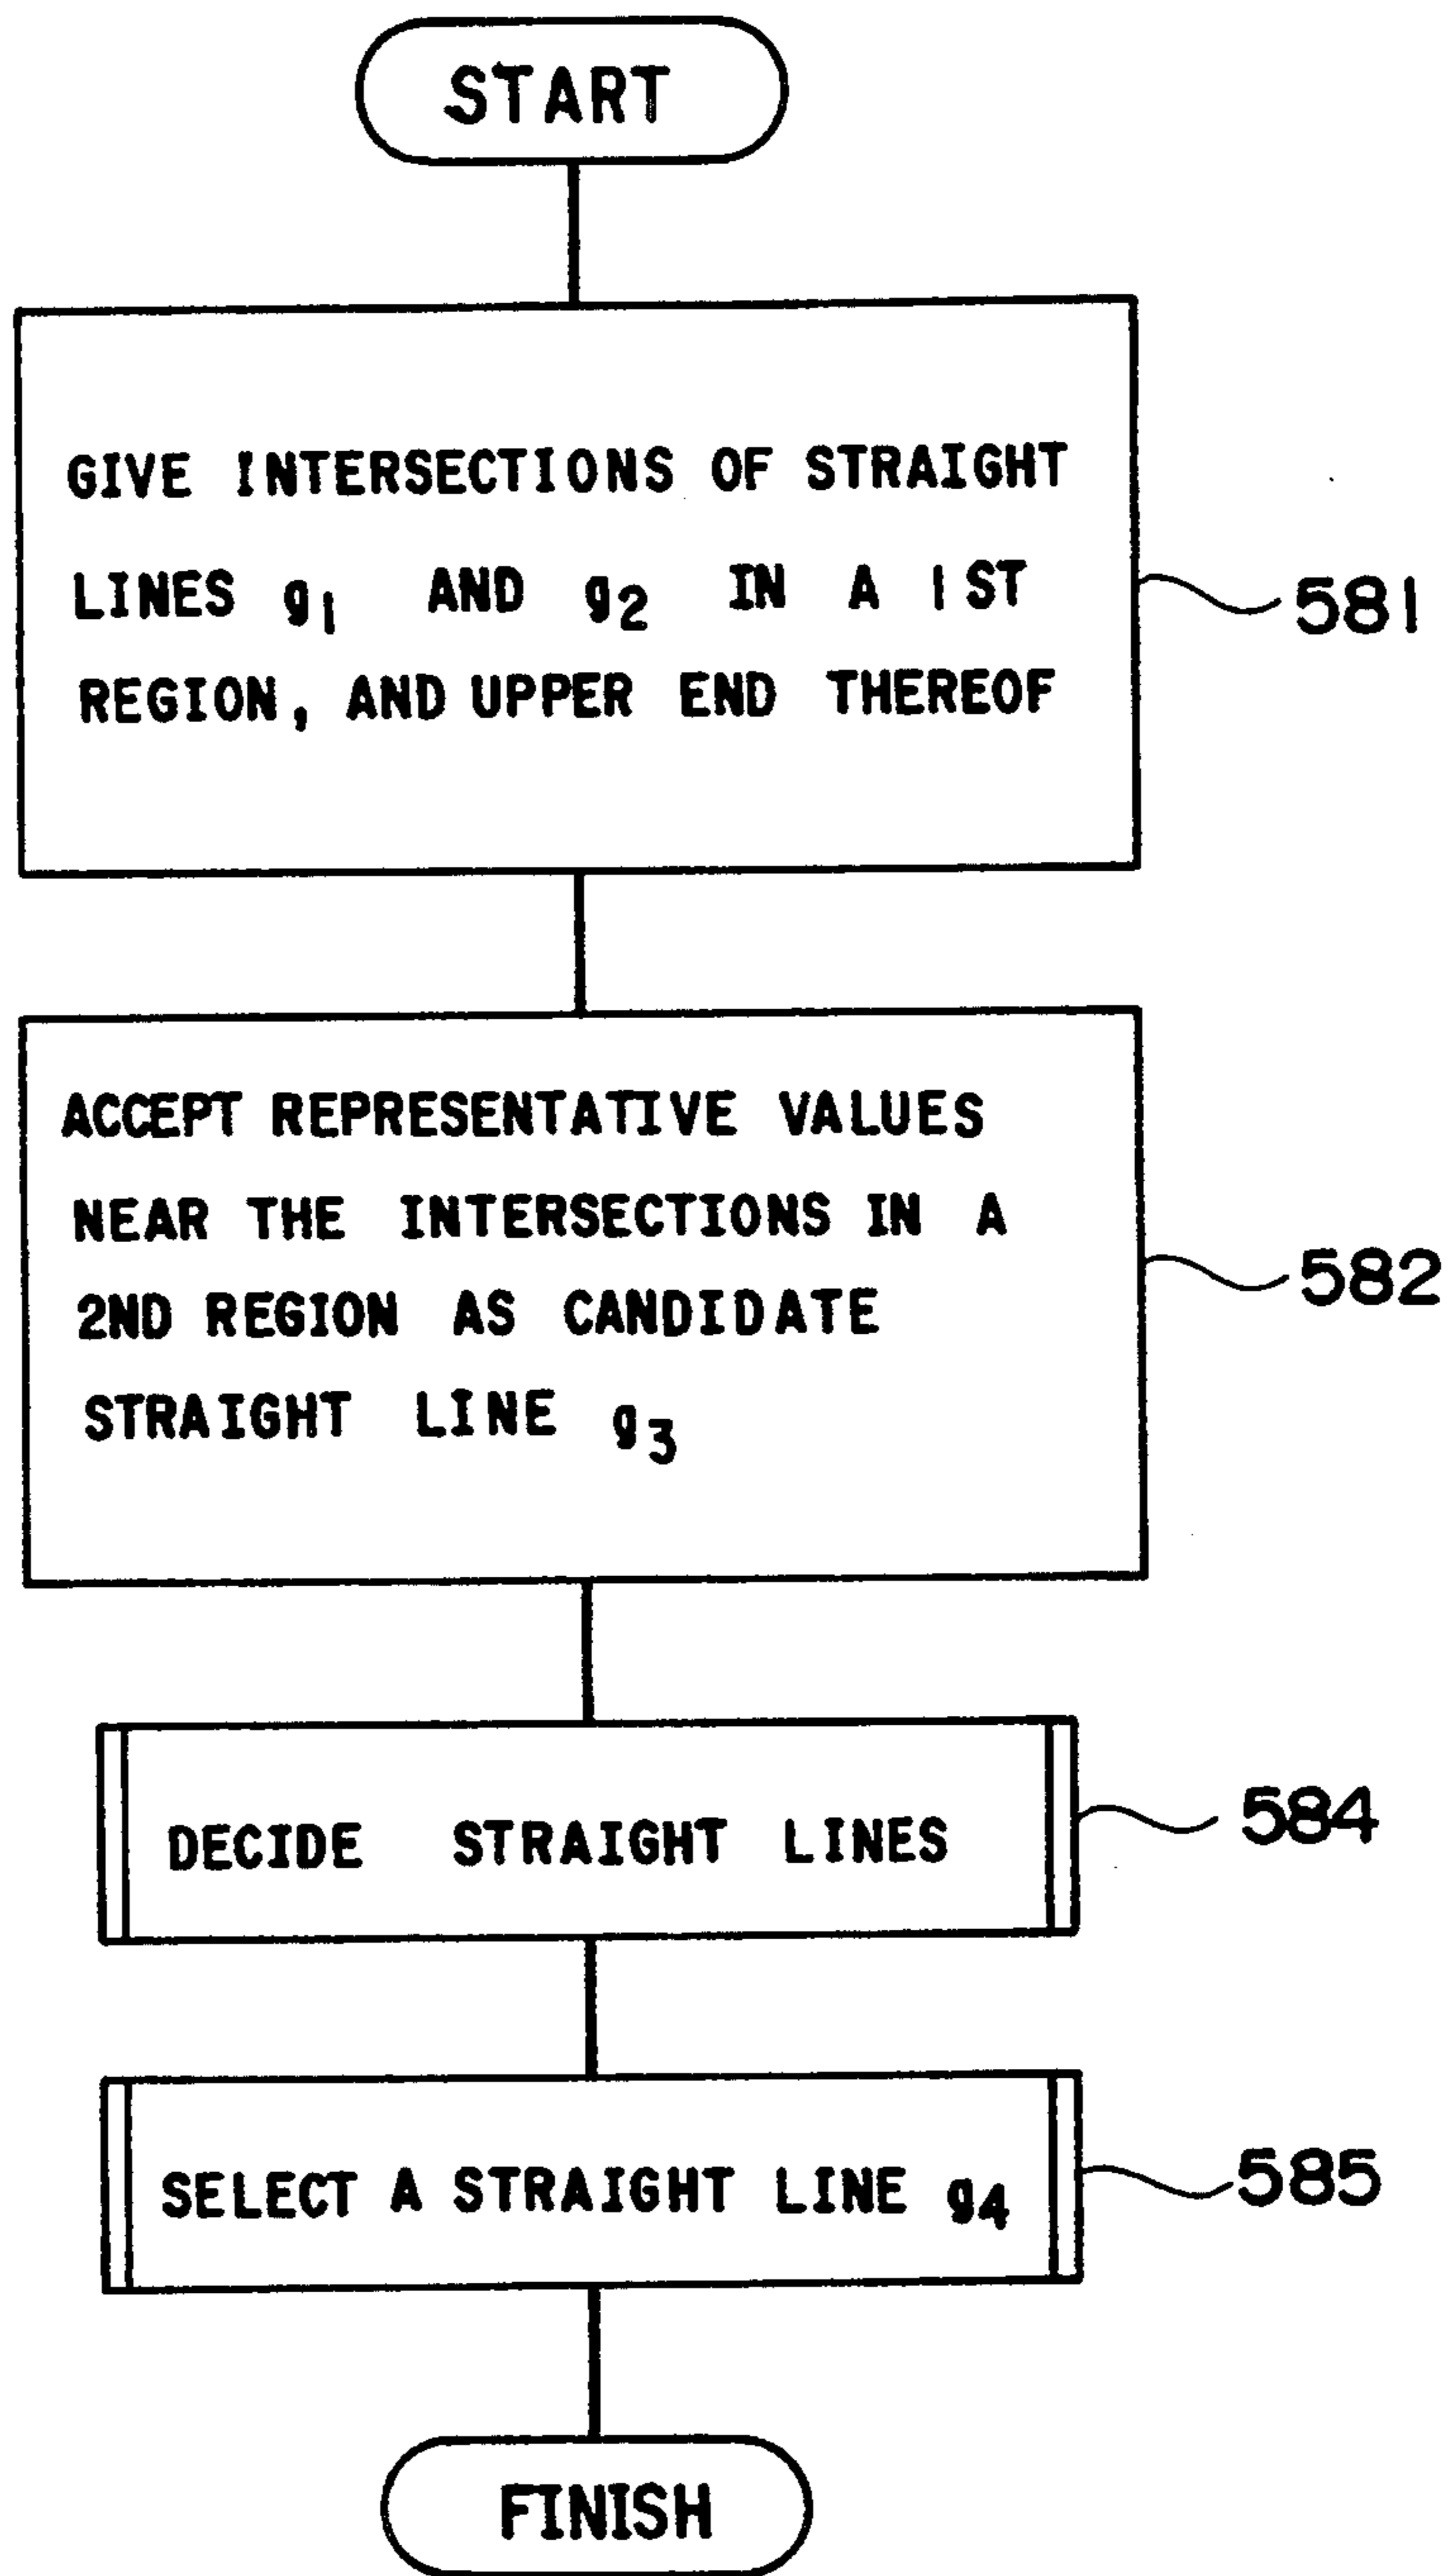 START
GIVE INTERSECTIONS OF STRAIGHT
LINES g1 AND g2 IN A 1ST
REGION, AND UPPER END THEREOF
581
ACCEPT REPRESENTATIVE VALUES
NEAR THE INTERSECTIONS IN A
2ND REGION AS CANDIDATE
STRAIGHT LINE g3
582
DECIDE STRAIGHT LINES
584
SELECT A STRAIGHT LINE g4
585
FINISH